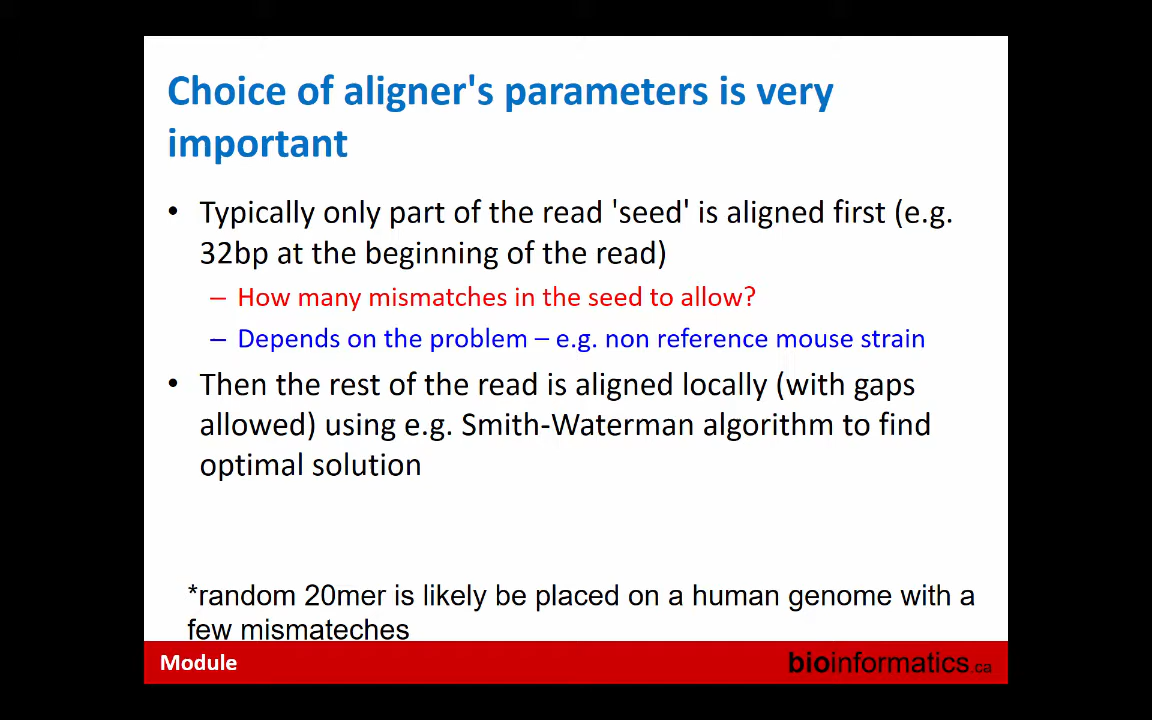 Choice of aligner's parameters is very
important
• Typically only part of the read 'seed' is aligned first (e.g.
32bp at the beginning of the read)
– How many mismatches in the seed to allow?
– Depends on the problem – e.g. non reference mouse strain
• Then the rest of the read is aligned locally (with gaps
allowed) using e.g. Smith-Waterman algorithm to find
optimal solution
*random 20mer is likely be placed on a human genome with a
few mismateches
Module
bioinformatics.ca